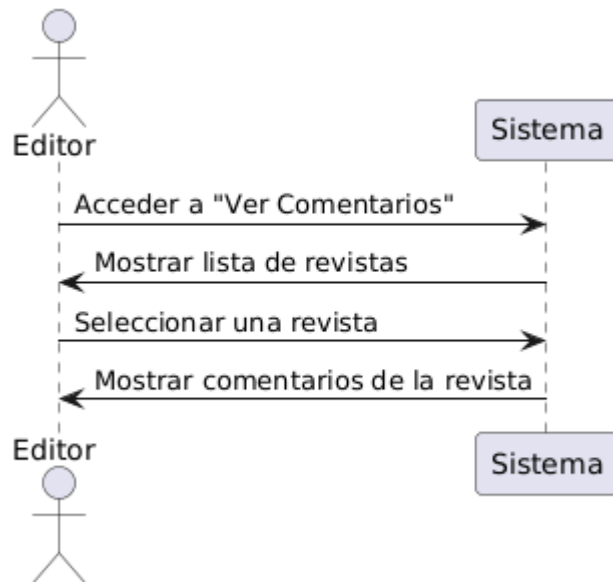 Editor
Sistema
Acceder a "Ver Comentarios"
Mostrar lista de revistas
Seleccionar una revista
Mostrar comentarios de la revista
Editor
Sistema